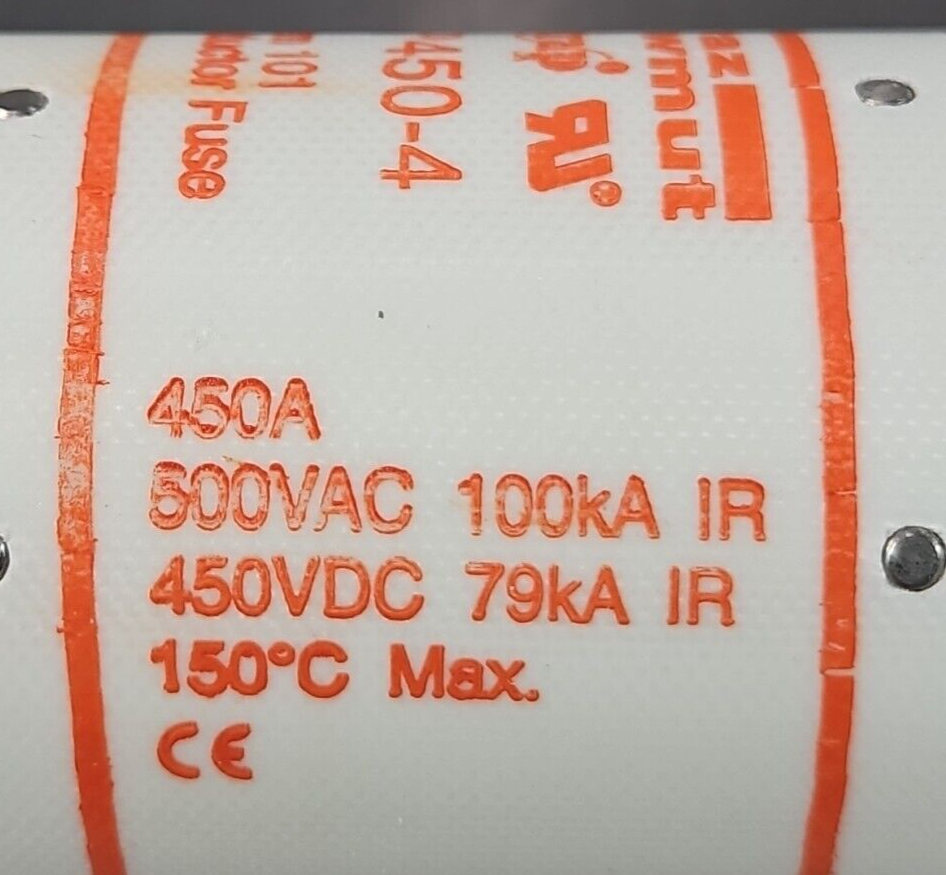 450A
500VAC 100kA IR
450VDC 79kA IR
150°C Max.
CE
450-4
101
Fuse